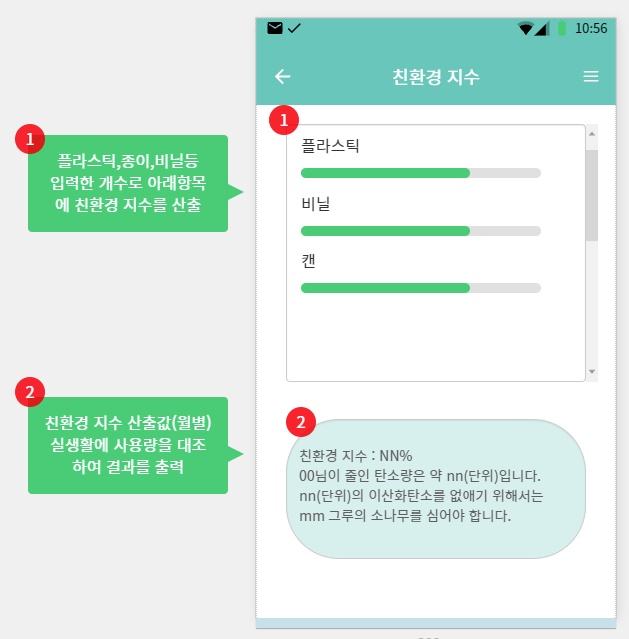 10:56
친환경 지수
1
플라스틱,종이,비닐등
입력한 개수로 아래항목
에 친환경 지수를 산출
1
플라스틱
비닐
캔
2
친환경 지수 산출값(월별)
실생활에 사용량을 대조
하여 결과를 출력
2
친환경 지수 : NN%
00님이 줄인 탄소량은 약 nn(단위)입니다.
nn(단위)의 이산화탄소를 없애기 위해서는
mm 그루의 소나무를 심어야 합니다.